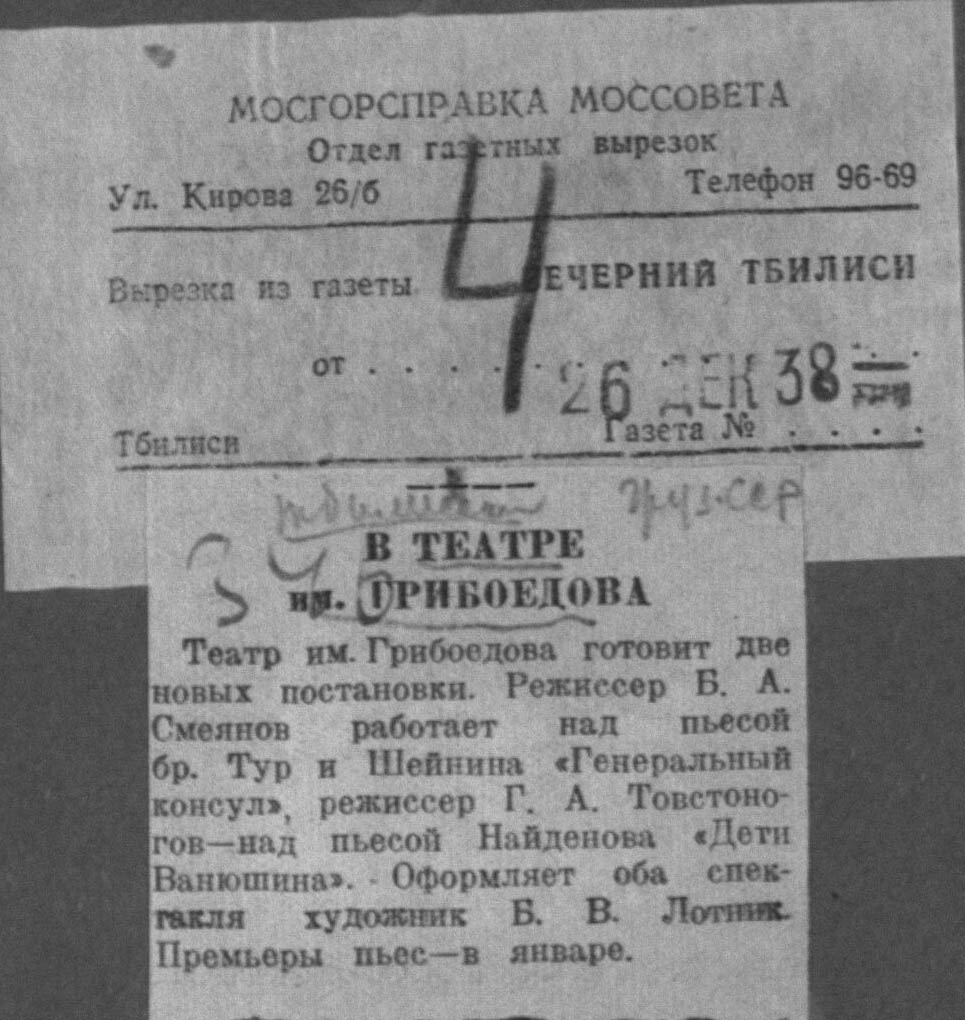 МОСГОРСПРАВКА МОССОВЕТА
Отдел газетных вырезок
Ул. Кирова 26/б Телефон 96-69
4
Вырезка из газеты ЕЧЕРНИЙ ТБИЛИСИ
от . . . . . 26 ДЕК 38
Тбилиси Газета № . . . .
груз. сср
В ТЕАТРЕ
им. ГРИБОЕДОВА
Театр им. Грибоедова готовит две
новых постановки. Режиссер Б. А.
Смеянов работает над пьесой
бр. Тур и Шейнина «Генеральный
консул», режиссер Г. А. Товстоно-
гов—над пьесой Найденова «Дети
Ванюшина». Оформляет оба спек-
такля художник Б. В. Лотник.
Премьеры пьес—в январе.